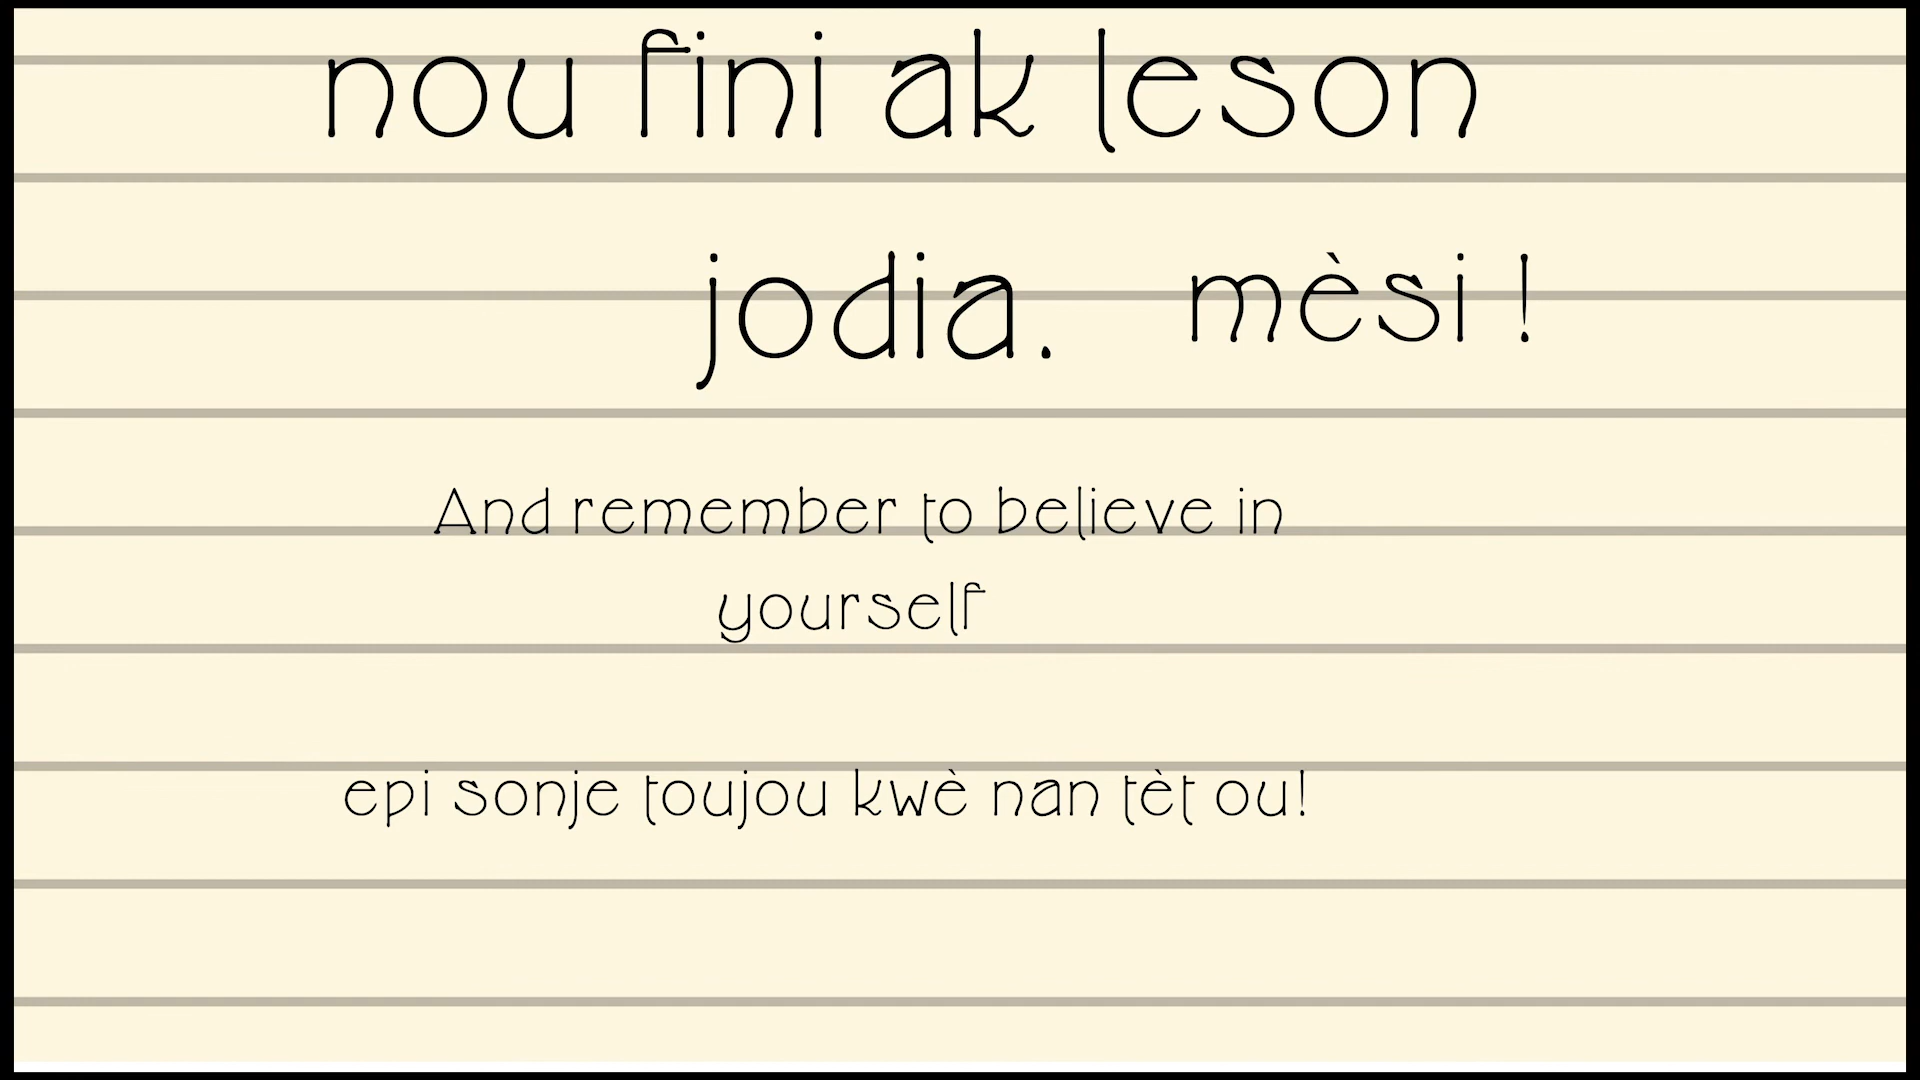 nou fini ak leson
jodia. mèsi !
And remember to believe in
yourself
epi sonje toujou kwè nan tèt ou!